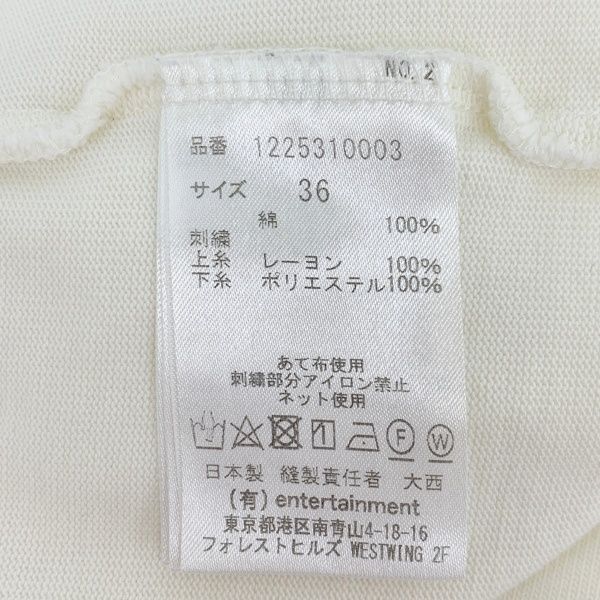 NO. 2
品番 1225310003
サイズ 36
綿 100%
刺繍
上糸 レーヨン 100%
下糸 ポリエステル100%
あて布使用
刺繍部分アイロン禁止
ネット使用
F W
日本製 縫製責任者 大西
(有) entertainment
東京都港区南青山4-18-16
フォレストヒルズ WESTWING 2F